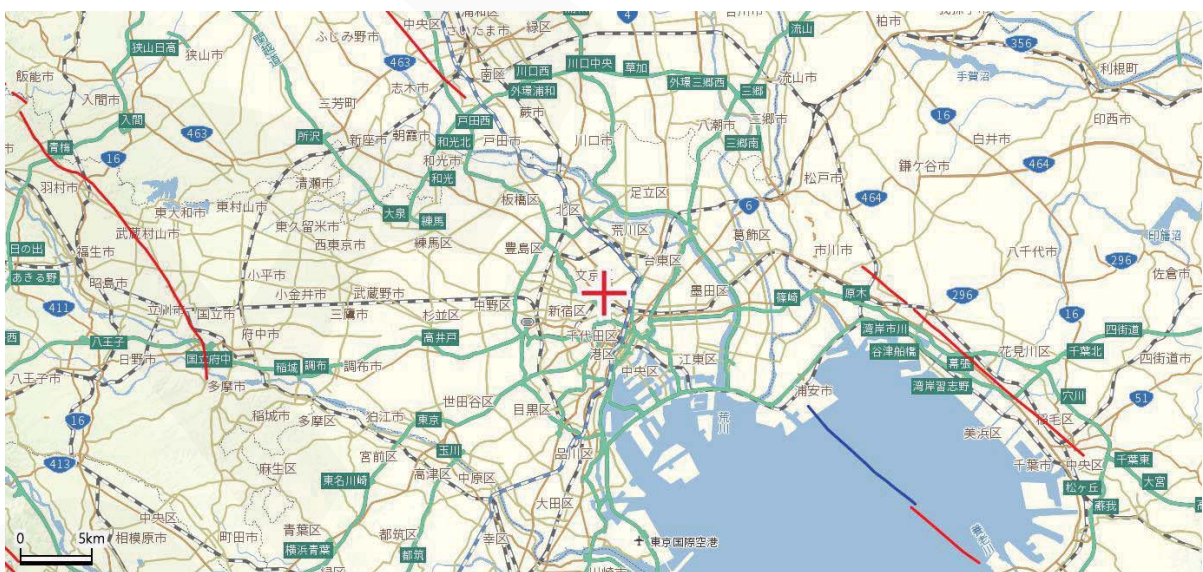 中央区
浦和区
さいたま市
緑区
4
流山
柏市
狭山日高
狭山市
関越道
ふじみ野市
463
南区
川口西
川口中央
草加
流山市
356
手賀沼
利根町
飯能市
入間市
三芳町
志木市
外環浦和
外環三郷西
三郷
入間
463
所沢
新座市
朝霞市
戸田西
蕨市
八潮市
三郷市
16
印西市
青梅
16
和光北
戸田市
川口市
三郷南
白井市
羽村市
清瀬市
和光市
和光
松戸市
鎌ケ谷市
464
東大和市
東村山市
大泉
練馬
板橋区
足立区
6
464
武蔵村山市
東久留米市
北区
日の出
福生市
西東京市
練馬区
豊島区
荒川区
葛飾区
市川市
八千代市
印旛沼
あきる野
昭島市
小平市
文京
台東区
296
佐倉市
411
立川市
国立市
小金井市
武蔵野市
中野区
新宿区
墨田区
篠崎
原木
296
三鷹市
杉並区
千代田区
湾岸市川
16
四街道
八王子
日野市
国立府中
府中市
高井戸
港区
江東区
谷津船橋
花見川区
千葉北
四街道市
八王子市
稲城
調布
調布市
中央区
幕張
多摩市
浦安市
湾岸習志野
穴川
51
16
稲城市
多摩区
狛江市
世田谷区
目黒区
荒川
美浜区
稲毛区
東京
玉川
413
麻生区
宮前区
高津区
中原区
品川区
千葉市
中央区
千葉東
東名川崎
松ヶ丘
大宮
0
5km
中央区
相模原市
町田市
青葉区
都筑区
大田区
幸区
東京国際空港
蘇我
横浜青葉
緑区
都筑
川崎市